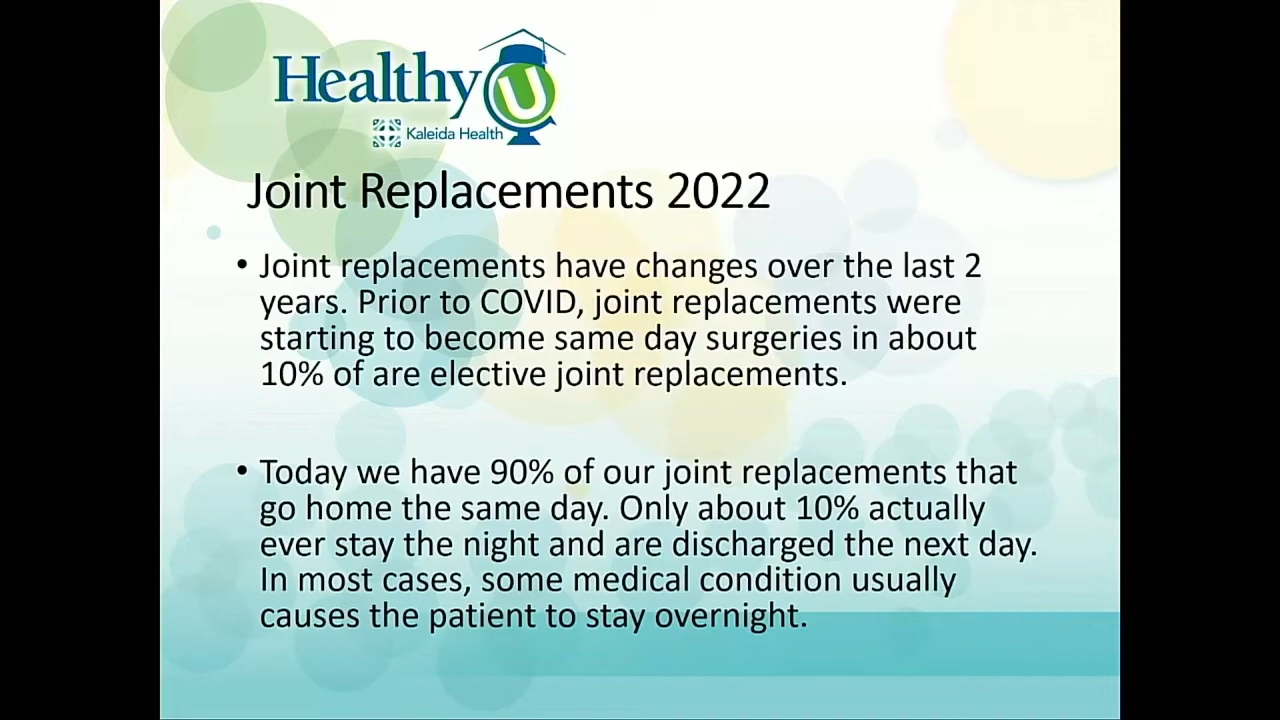 Healthy U
Kaleida Health
Joint Replacements 2022
• Joint replacements have changes over the last 2
years. Prior to COVID, joint replacements were
starting to become same day surgeries in about
10% of are elective joint replacements.
• Today we have 90% of our joint replacements that
go home the same day. Only about 10% actually
ever stay the night and are discharged the next day.
In most cases, some medical condition usually
causes the patient to stay overnight.